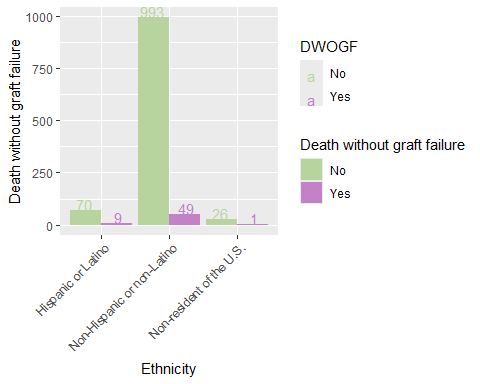 Death without graft failure
1000
750
500
250
0
993
70
9
49
26
1
Hispanic or Latino
Non-Hispanic or non-Latino
Non-resident of the U.S.
Ethnicity
DWOGF
a No
a Yes
Death without graft failure
No
Yes